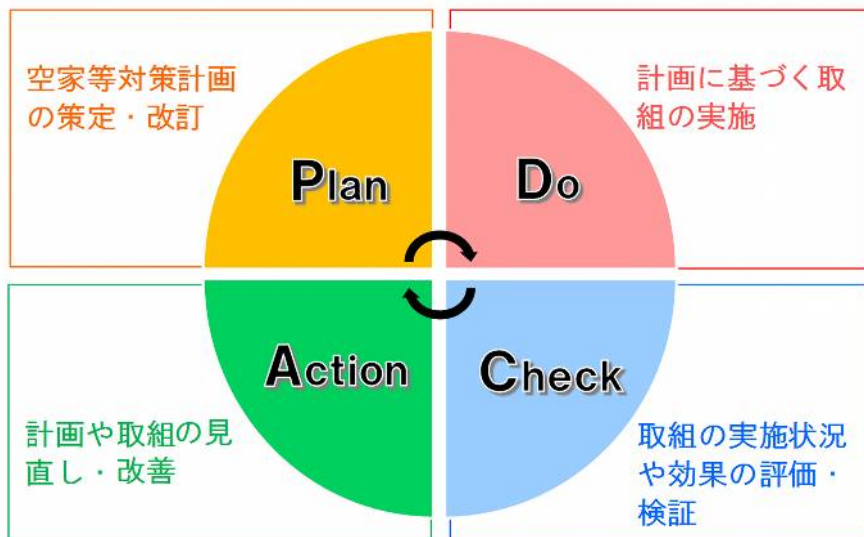 空家等対策計画
の策定・改訂
計画に基づく取
組の実施
Plan
Do
Action
Check
計画や取組の見
直し・改善
取組の実施状況
や効果の評価・
検証